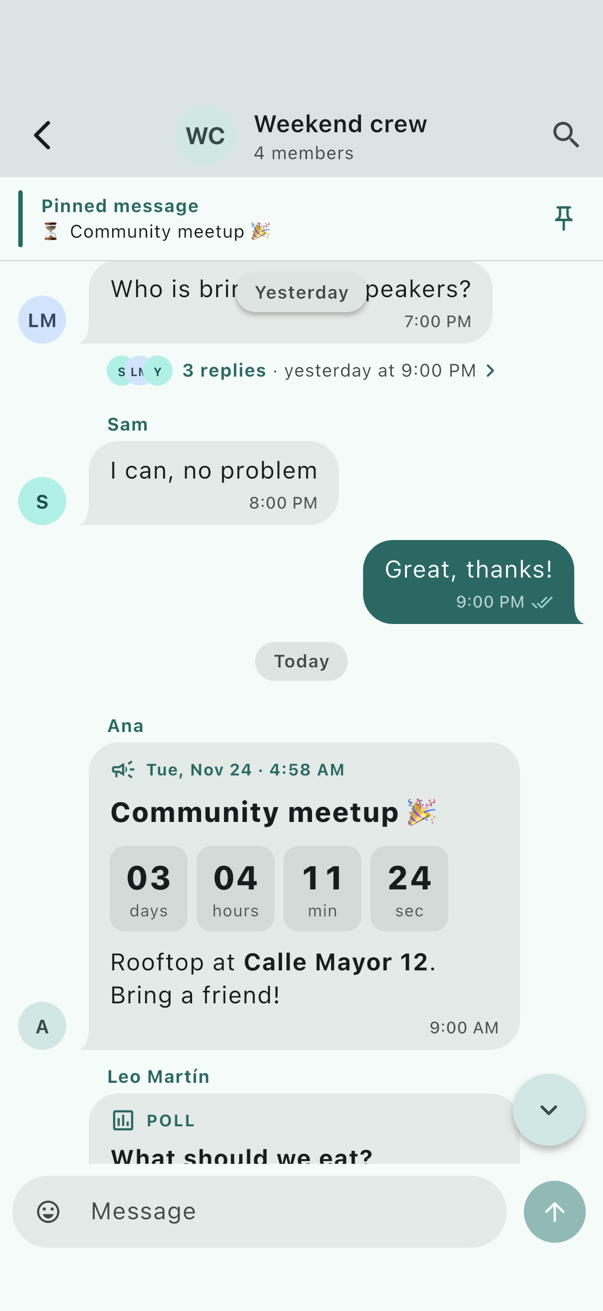 WC
Weekend crew
4 members
Pinned message
⏳ Community meetup 🎉
Who is peakers?
Yesterday
LM
7:00 PM
S LM Y 3 replies · yesterday at 9:00 PM
Sam
I can, no problem
S
8:00 PM
Great, thanks!
9:00 PM
Today
Ana
Tue, Nov 24 · 4:58 AM
Community meetup 🎉
03 04 11 24
days hours min sec
Rooftop at Calle Mayor 12.
Bring a friend!
A
9:00 AM
Leo Martín
POLL
What should we eat?
Message